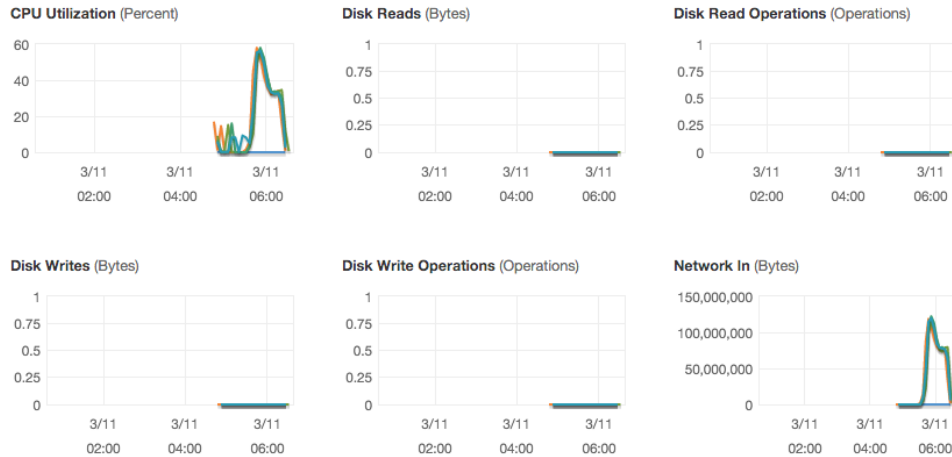 CPU Utilization (Percent)
60
40
20
0
3/11 3/11 3/11
02:00 04:00 06:00
Disk Reads (Bytes)
1
0.75
0.5
0.25
0
3/11 3/11 3/11
02:00 04:00 06:00
Disk Read Operations (Operations)
1
0.75
0.5
0.25
0
3/11 3/11 3/11
02:00 04:00 06:00
Disk Writes (Bytes)
1
0.75
0.5
0.25
0
3/11 3/11 3/11
02:00 04:00 06:00
Disk Write Operations (Operations)
1
0.75
0.5
0.25
0
3/11 3/11 3/11
02:00 04:00 06:00
Network In (Bytes)
150,000,000
100,000,000
50,000,000
0
3/11 3/11 3/11
02:00 04:00 06:00